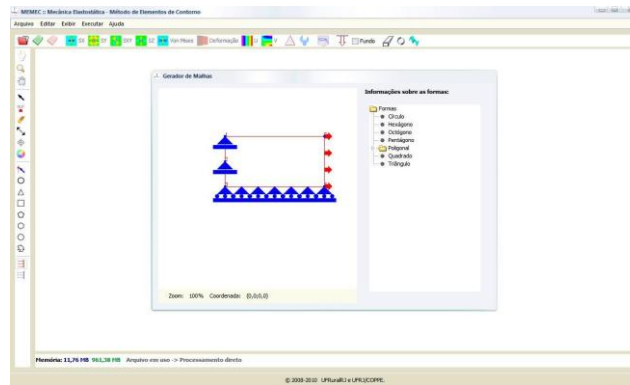 MEMEC :: Mecânica Elastostática - Método de Elementos de Contorno
Arquivo Editar Exibir Executar Ajuda
SX SY SXY SZ Von Mises Deformação U V Fundo
Gerador de Malhas
Informações sobre as formas:
Formas
Círculo
Hexágono
Octógono
Pentágono
Poligonal
Quadrado
Triângulo
Zoom: 100% Coordenada: (0,0;0,0)
Memória: 11,76 MB 963,38 MB Arquivo em uso -> Processamento direto
© 2008-2010 UFRuralRJ e UFRJ/COPPE.